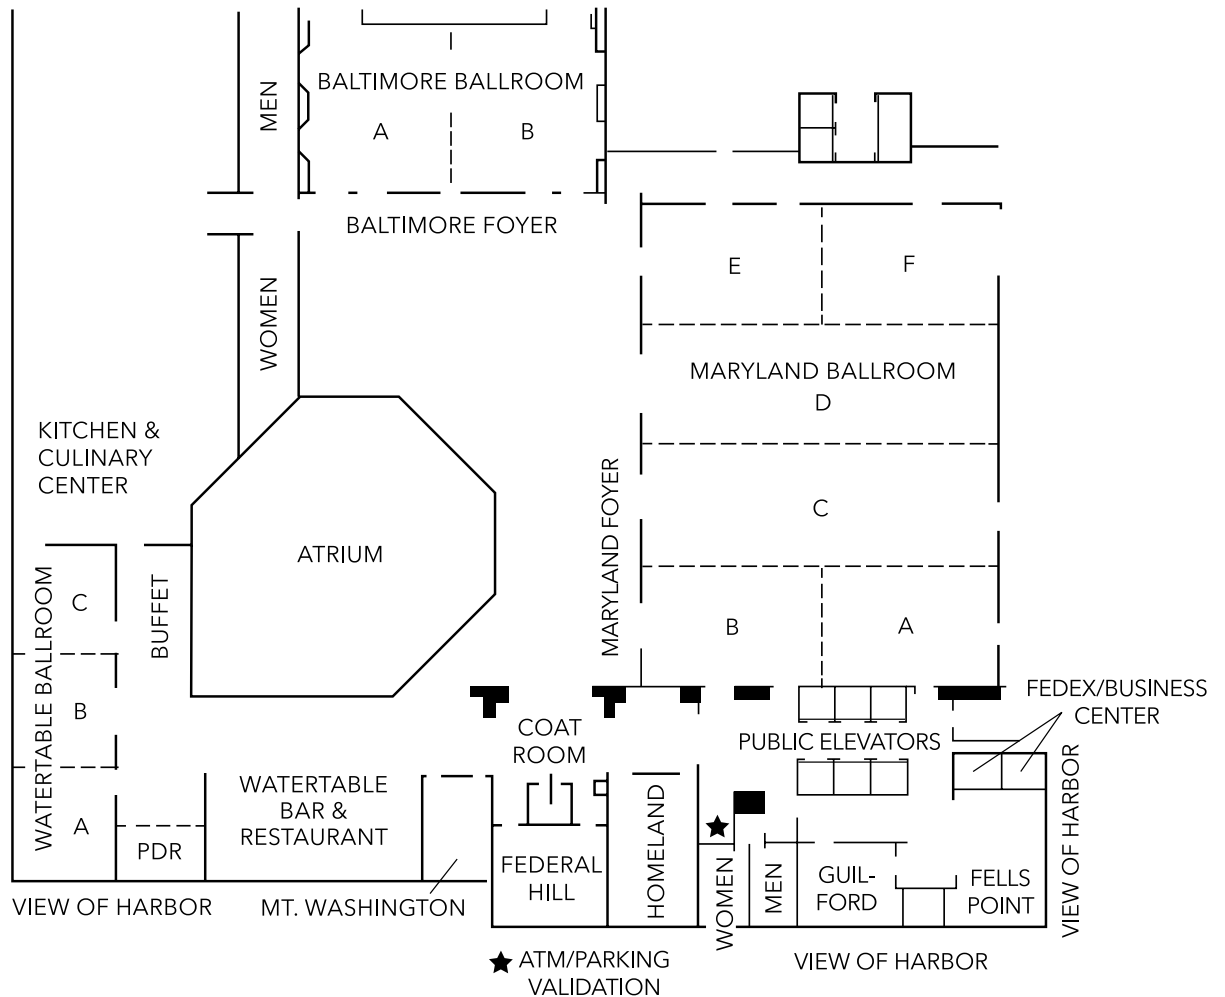 MEN
BALTIMORE BALLROOM
A
B
BALTIMORE FOYER
WOMEN
E
F
MARYLAND BALLROOM
D
KITCHEN &
CULINARY
CENTER
MARYLAND FOYER
C
ATRIUM
WATERTABLE BALLROOM
C
BUFFET
B
A
B
FEDEX/BUSINESS
CENTER
COAT
ROOM
PUBLIC ELEVATORS
WATERTABLE
BAR &
RESTAURANT
HOMELAND
VIEW OF HARBOR
A
PDR
FEDERAL
HILL
WOMEN
MEN
GUIL-
FORD
FELLS
POINT
VIEW OF HARBOR
MT. WASHINGTON
ATM/PARKING
VALIDATION
VIEW OF HARBOR